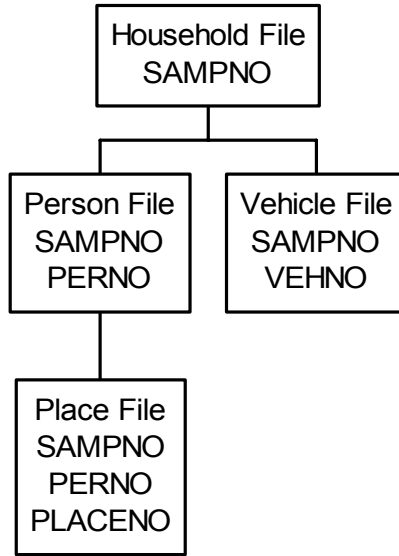 Household File
SAMPNO
Person File
SAMPNO
PERNO
Vehicle File
SAMPNO
VEHNO
Place File
SAMPNO
PERNO
PLACENO